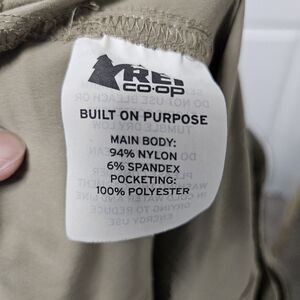 REI
CO·OP
BUILT ON PURPOSE
MAIN BODY:
94% NYLON
6% SPANDEX
POCKETING:
100% POLYESTER